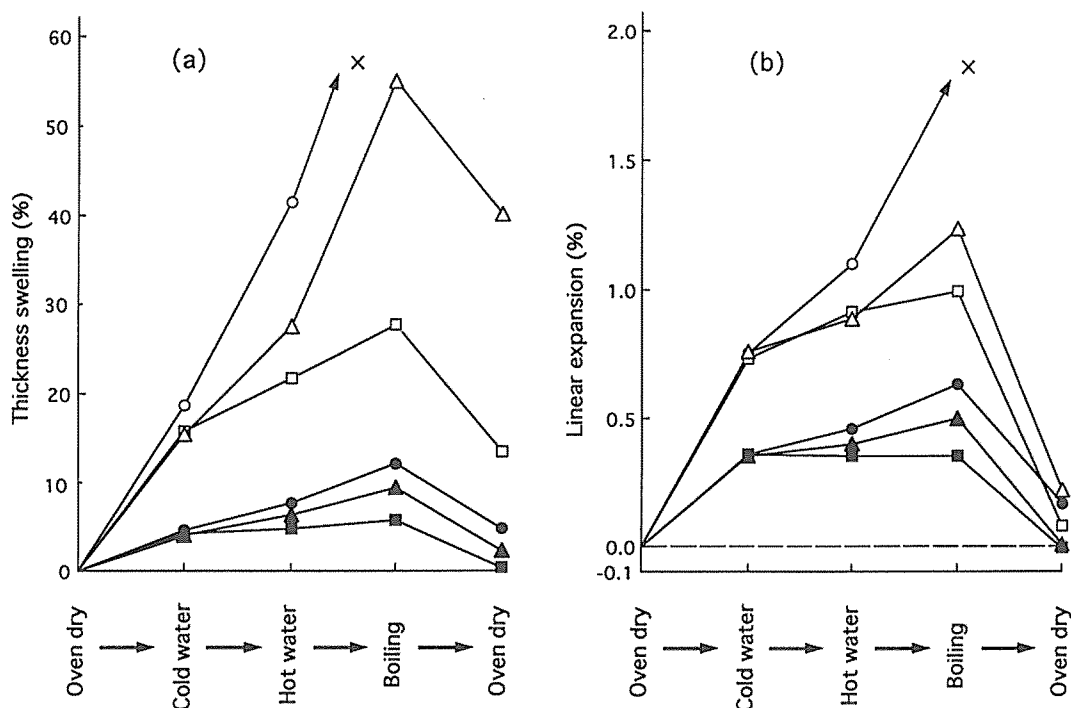 (a)
Thickness swelling (%)
60
50
40
30
20
10
0
Oven dry
Cold water
Hot water
Boiling
Oven dry
(b)
Linear expansion (%)
2.0
1.5
1.0
0.5
0.0
-0.1
Oven dry
Cold water
Hot water
Boiling
Oven dry